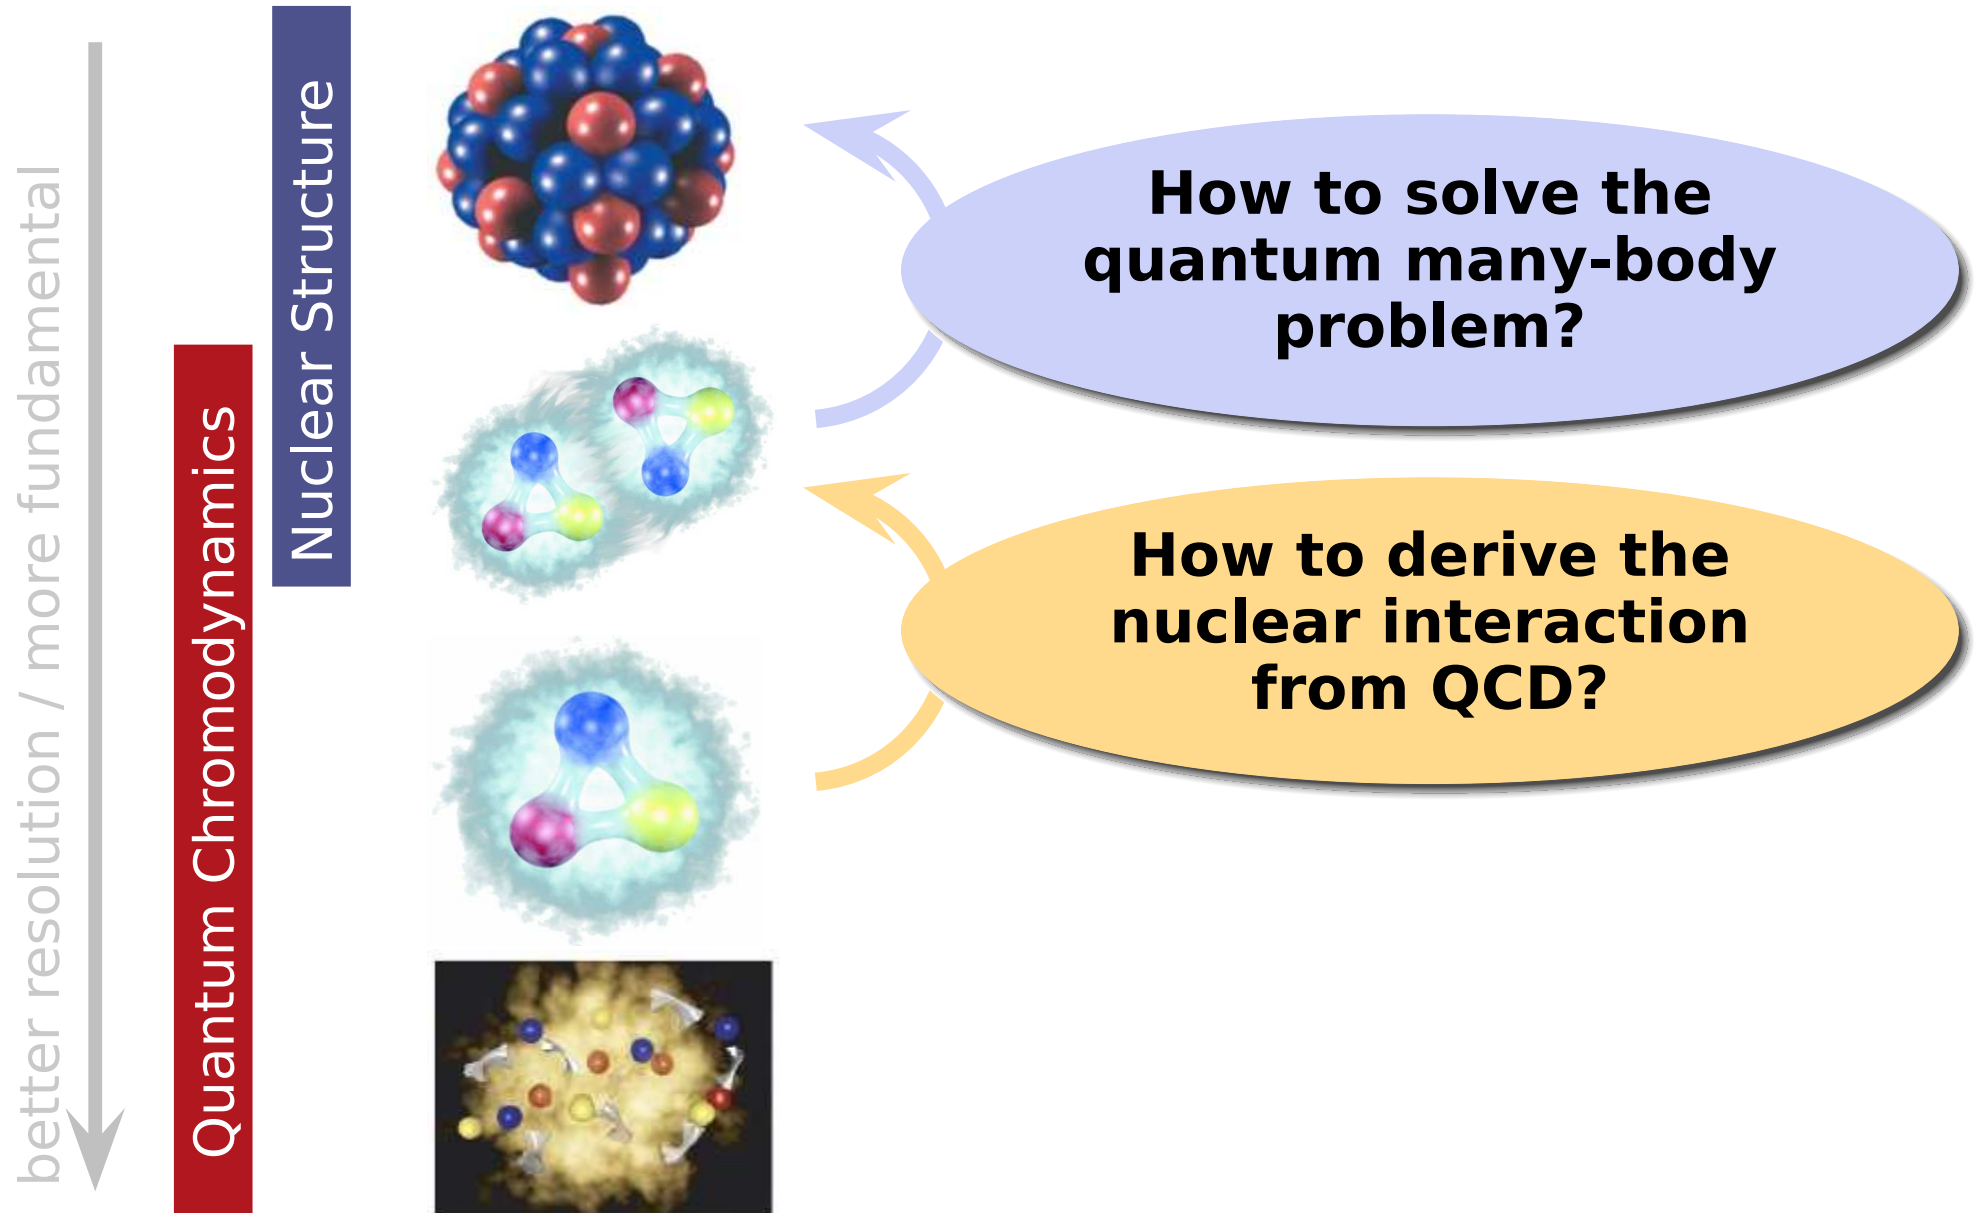 better resolution / more fundamental
Quantum Chromodynamics
Nuclear Structure
How to solve the
quantum many-body
problem?
How to derive the
nuclear interaction
from QCD?